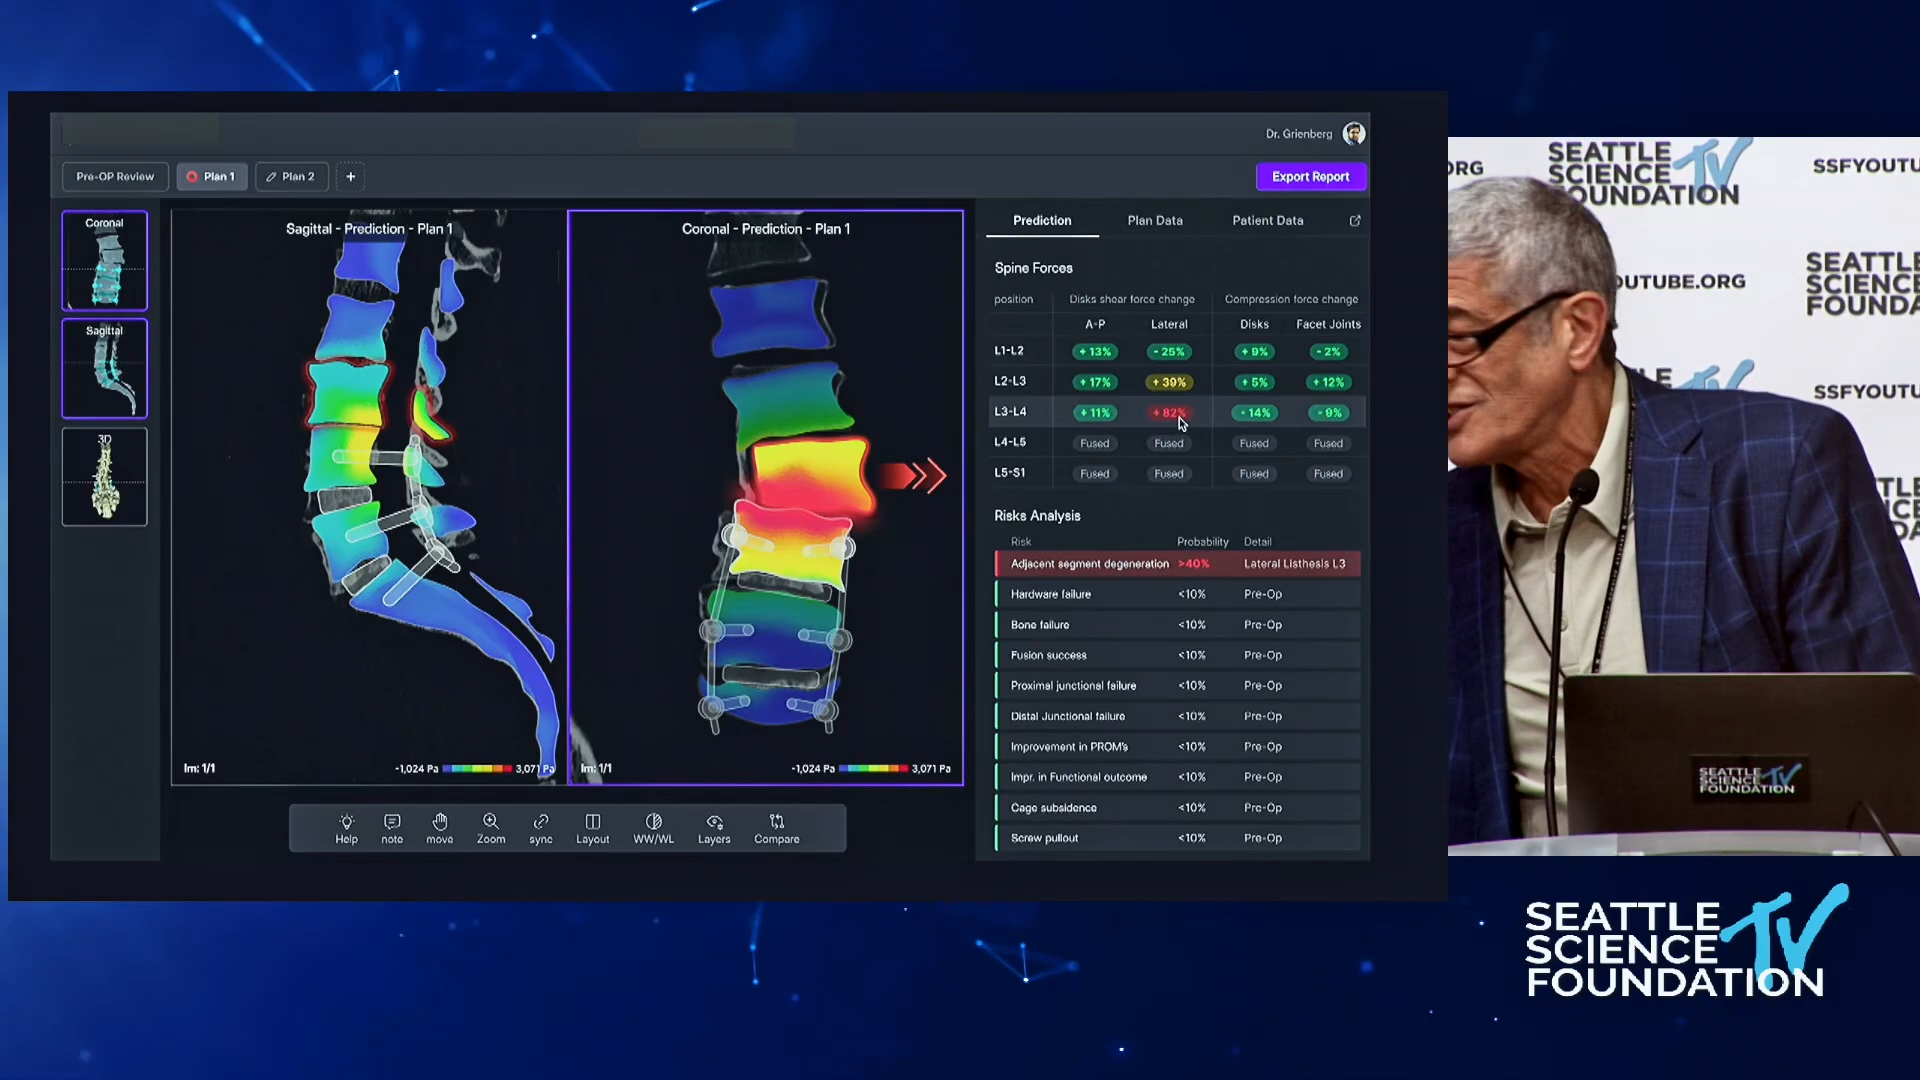 Dr. Grienberg
Pre-OP Review
Plan 1
Plan 2
+
Export Report
Coronal
Sagittal
3D
Sagittal - Prediction - Plan 1
Coronal - Prediction - Plan 1
Im: 1/1
-1,024 Pa
3,071 Pa
Im: 1/1
-1,024 Pa
3,071 Pa
Help
note
move
Zoom
sync
Layout
WW/WL
Layers
Compare
Prediction
Plan Data
Patient Data
Spine Forces
position Disks shear force change Compression force change
A-P Lateral Disks Facet Joints
L1-L2 + 13% - 25% + 9% - 2%
L2-L3 + 17% + 39% + 5% + 12%
L3-L4 + 11% + 82% - 14% - 9%
L4-L5 Fused Fused Fused Fused
L5-S1 Fused Fused Fused Fused
Risks Analysis
Risk Probability Detail
Adjacent segment degeneration >40% Lateral Listhesis L3
Hardware failure <10% Pre-Op
Bone failure <10% Pre-Op
Fusion success <10% Pre-Op
Proximal junctional failure <10% Pre-Op
Distal Junctional failure <10% Pre-Op
Improvement in PROM's <10% Pre-Op
Impr. in Functional outcome <10% Pre-Op
Cage subsidence <10% Pre-Op
Screw pullout <10% Pre-Op
ORG
SEATTLE
SCIENCE TV
FOUNDATION
SSFYOUTU
OUTUBE.ORG
SEATTLE
SCIENCE
FOUNDA
SSFYOUTU
SEATTLE
SCIENCE TV
FOUNDATION
SEATTLE
SCIENCE TV
FOUNDATION